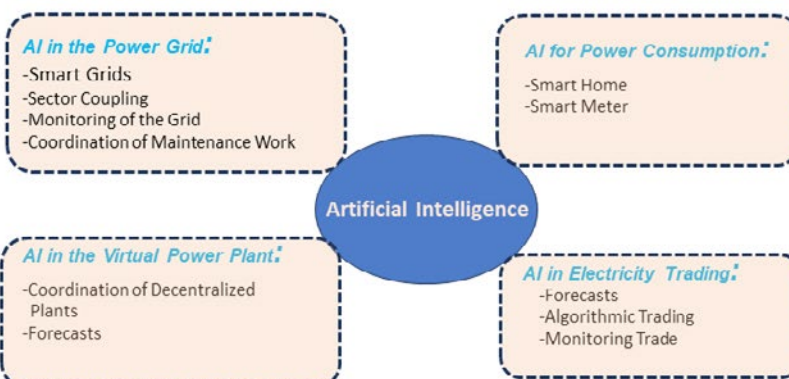 AI in the Power Grid:
-Smart Grids
-Sector Coupling
-Monitoring of the Grid
-Coordination of Maintenance Work
AI for Power Consumption:
-Smart Home
-Smart Meter
Artificial Intelligence
AI in the Virtual Power Plant:
-Coordination of Decentralized
Plants
-Forecasts
AI in Electricity Trading:
-Forecasts
-Algorithmic Trading
-Monitoring Trade